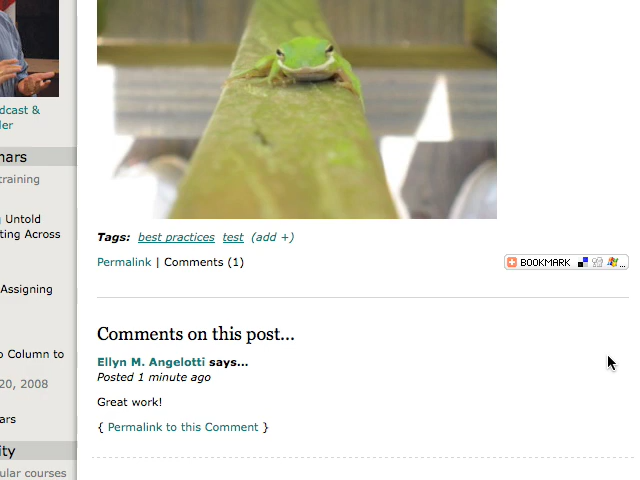 dcast &
ler
nars
training
Untold
ting Across
Assigning
o Column to
20, 2008
ars
ity
ular courses
Tags: best practices test (add +)
Permalink | Comments (1)
BOOKMARK ...
Comments on this post...
Ellyn M. Angelotti says...
Posted 1 minute ago
Great work!
{ Permalink to this Comment }